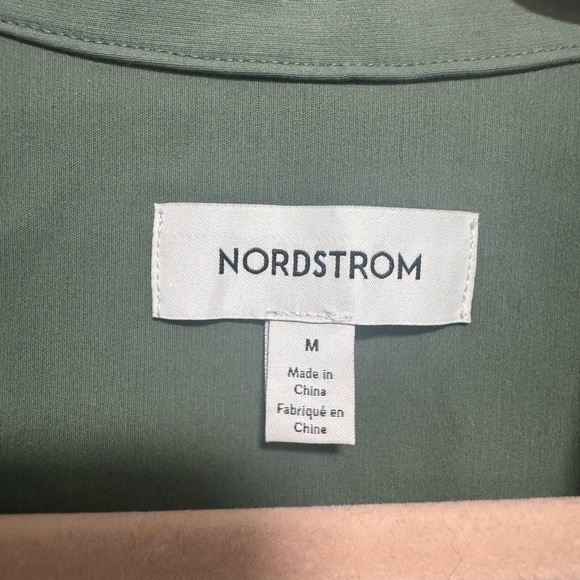 NORDSTROM
M
Made in
China
Fabriqué en
Chine